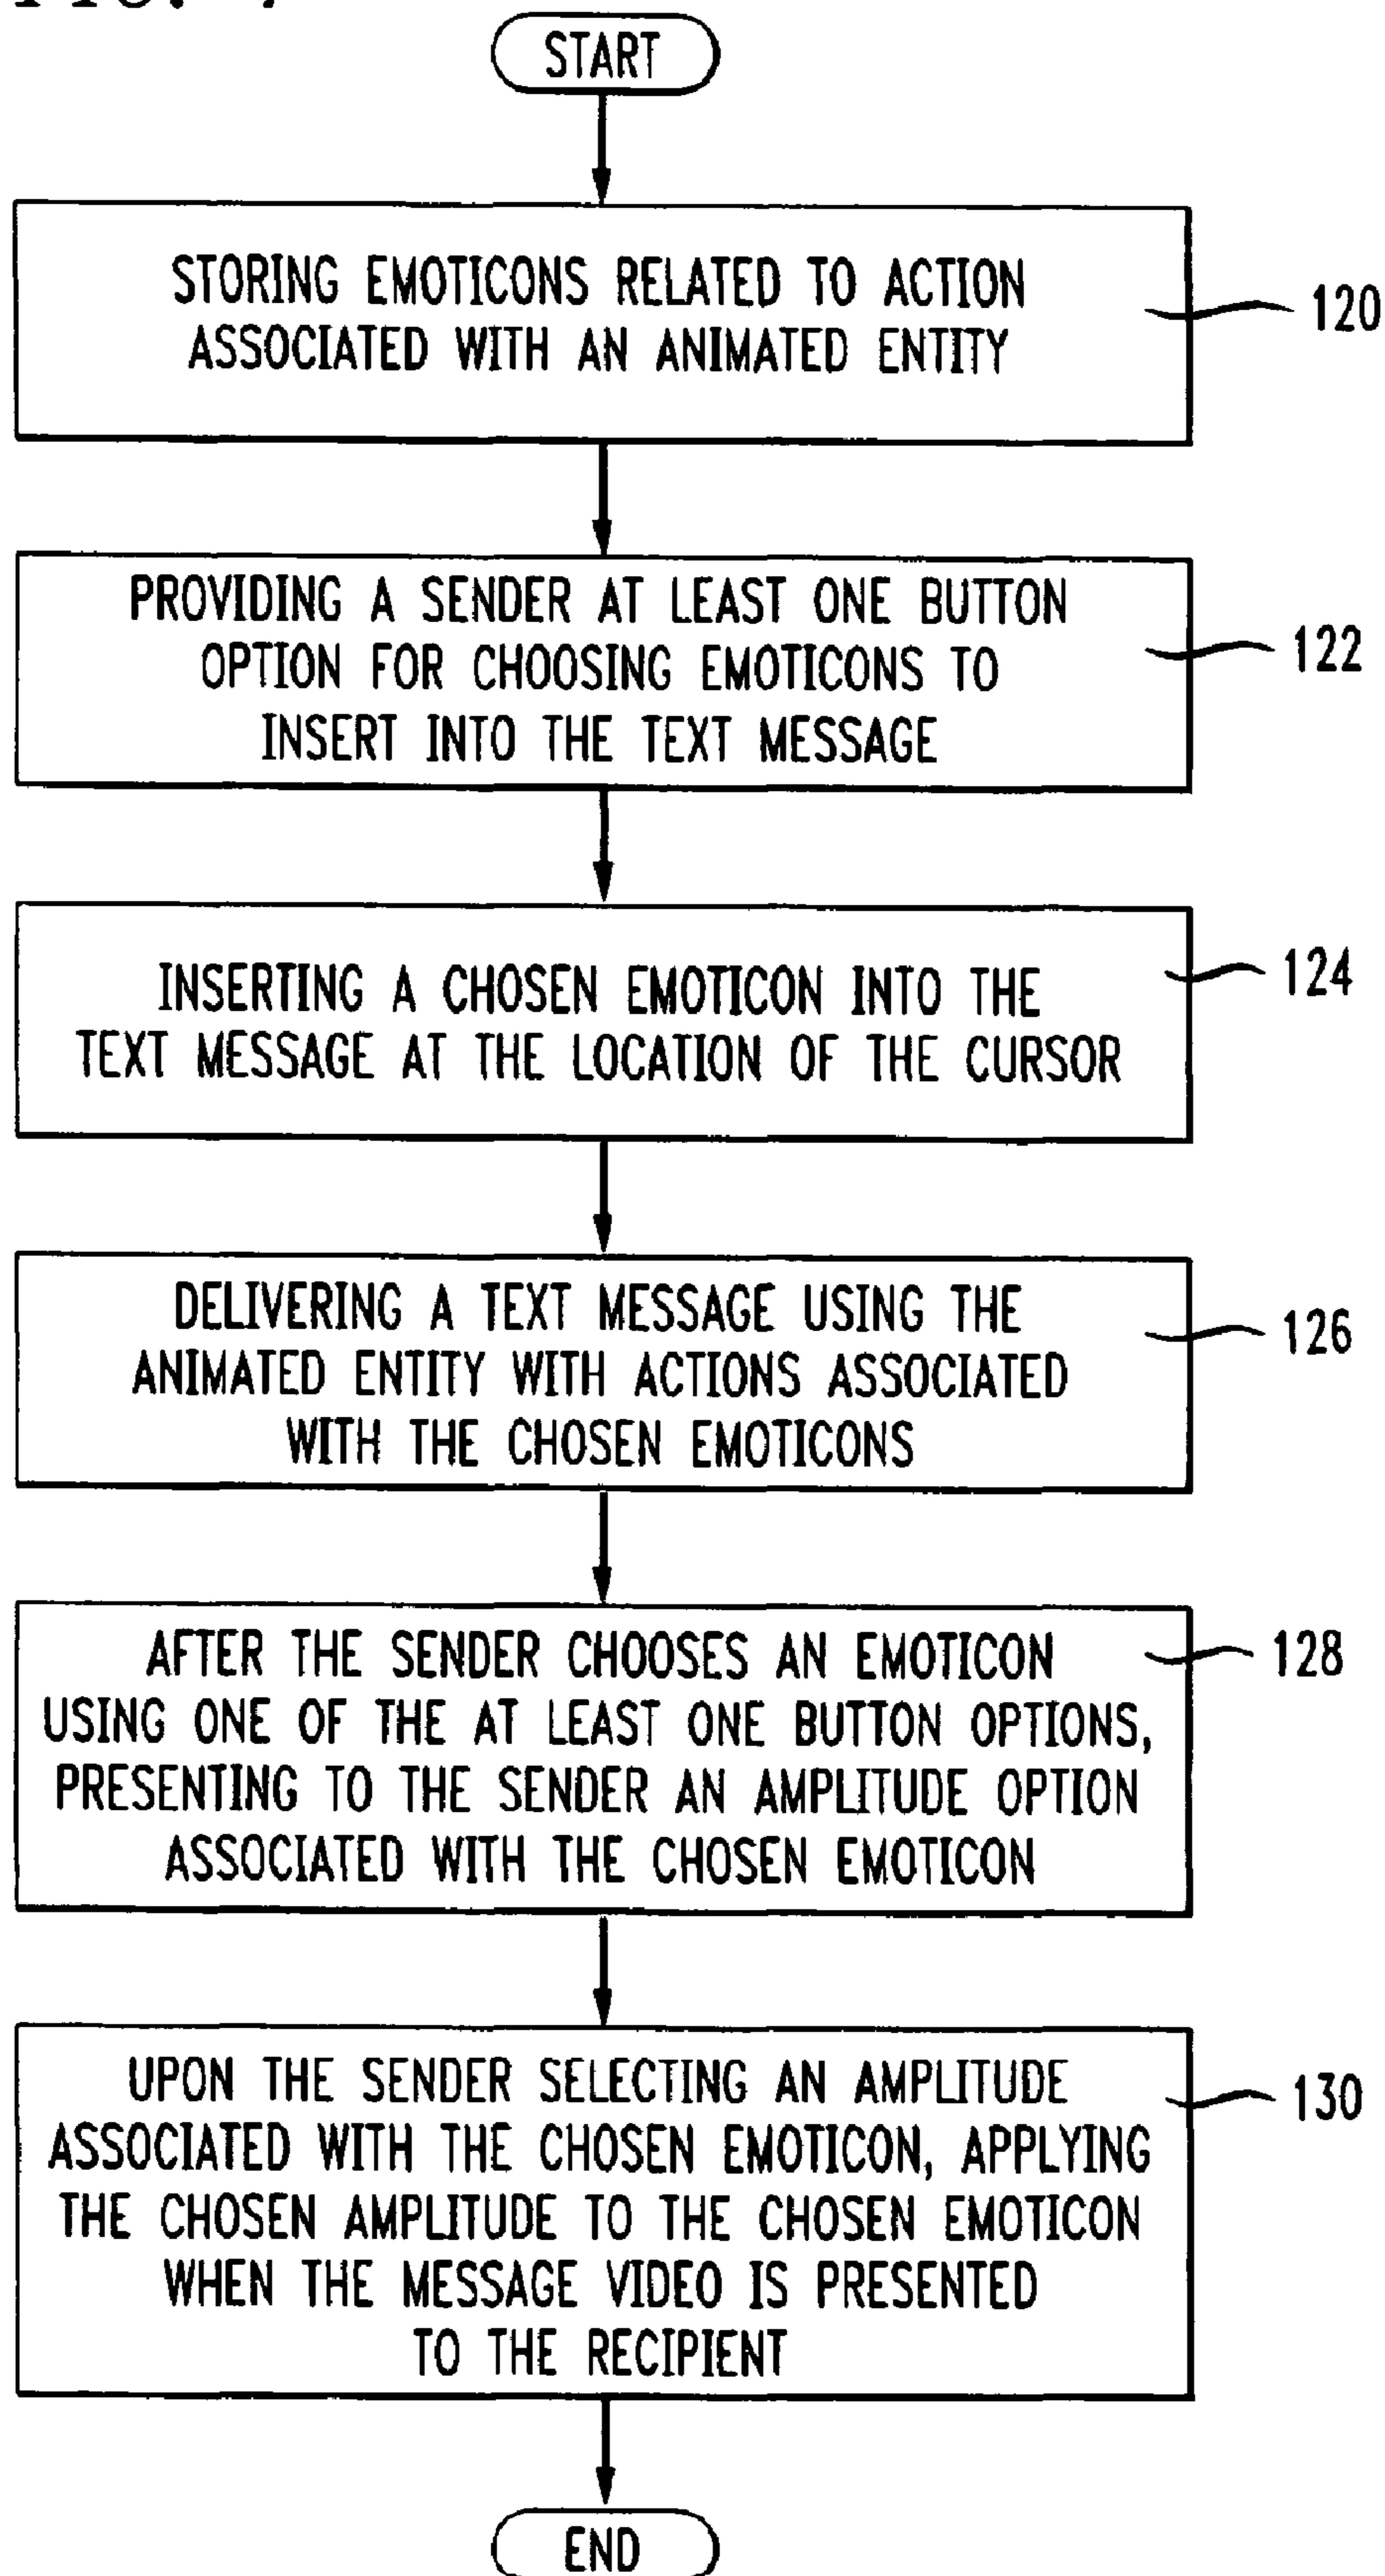 START
STORING EMOTICONS RELATED TO ACTION
ASSOCIATED WITH AN ANIMATED ENTITY
120
PROVIDING A SENDER AT LEAST ONE BUTTON
OPTION FOR CHOOSING EMOTICONS TO
INSERT INTO THE TEXT MESSAGE
122
INSERTING A CHOSEN EMOTICON INTO THE
TEXT MESSAGE AT THE LOCATION OF THE CURSOR
124
DELIVERING A TEXT MESSAGE USING THE
ANIMATED ENTITY WITH ACTIONS ASSOCIATED
WITH THE CHOSEN EMOTICONS
126
AFTER THE SENDER CHOOSES AN EMOTICON
USING ONE OF THE AT LEAST ONE BUTTON OPTIONS,
PRESENTING TO THE SENDER AN AMPLITUDE OPTION
ASSOCIATED WITH THE CHOSEN EMOTICON
128
UPON THE SENDER SELECTING AN AMPLITUDE
ASSOCIATED WITH THE CHOSEN EMOTICON, APPLYING
THE CHOSEN AMPLITUDE TO THE CHOSEN EMOTICON
WHEN THE MESSAGE VIDEO IS PRESENTED
TO THE RECIPIENT
130
END